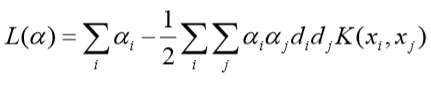 L(α) = ∑_i α_i − 1/2 ∑_i ∑_j α_i α_j d_i d_j K(x_i, x_j)